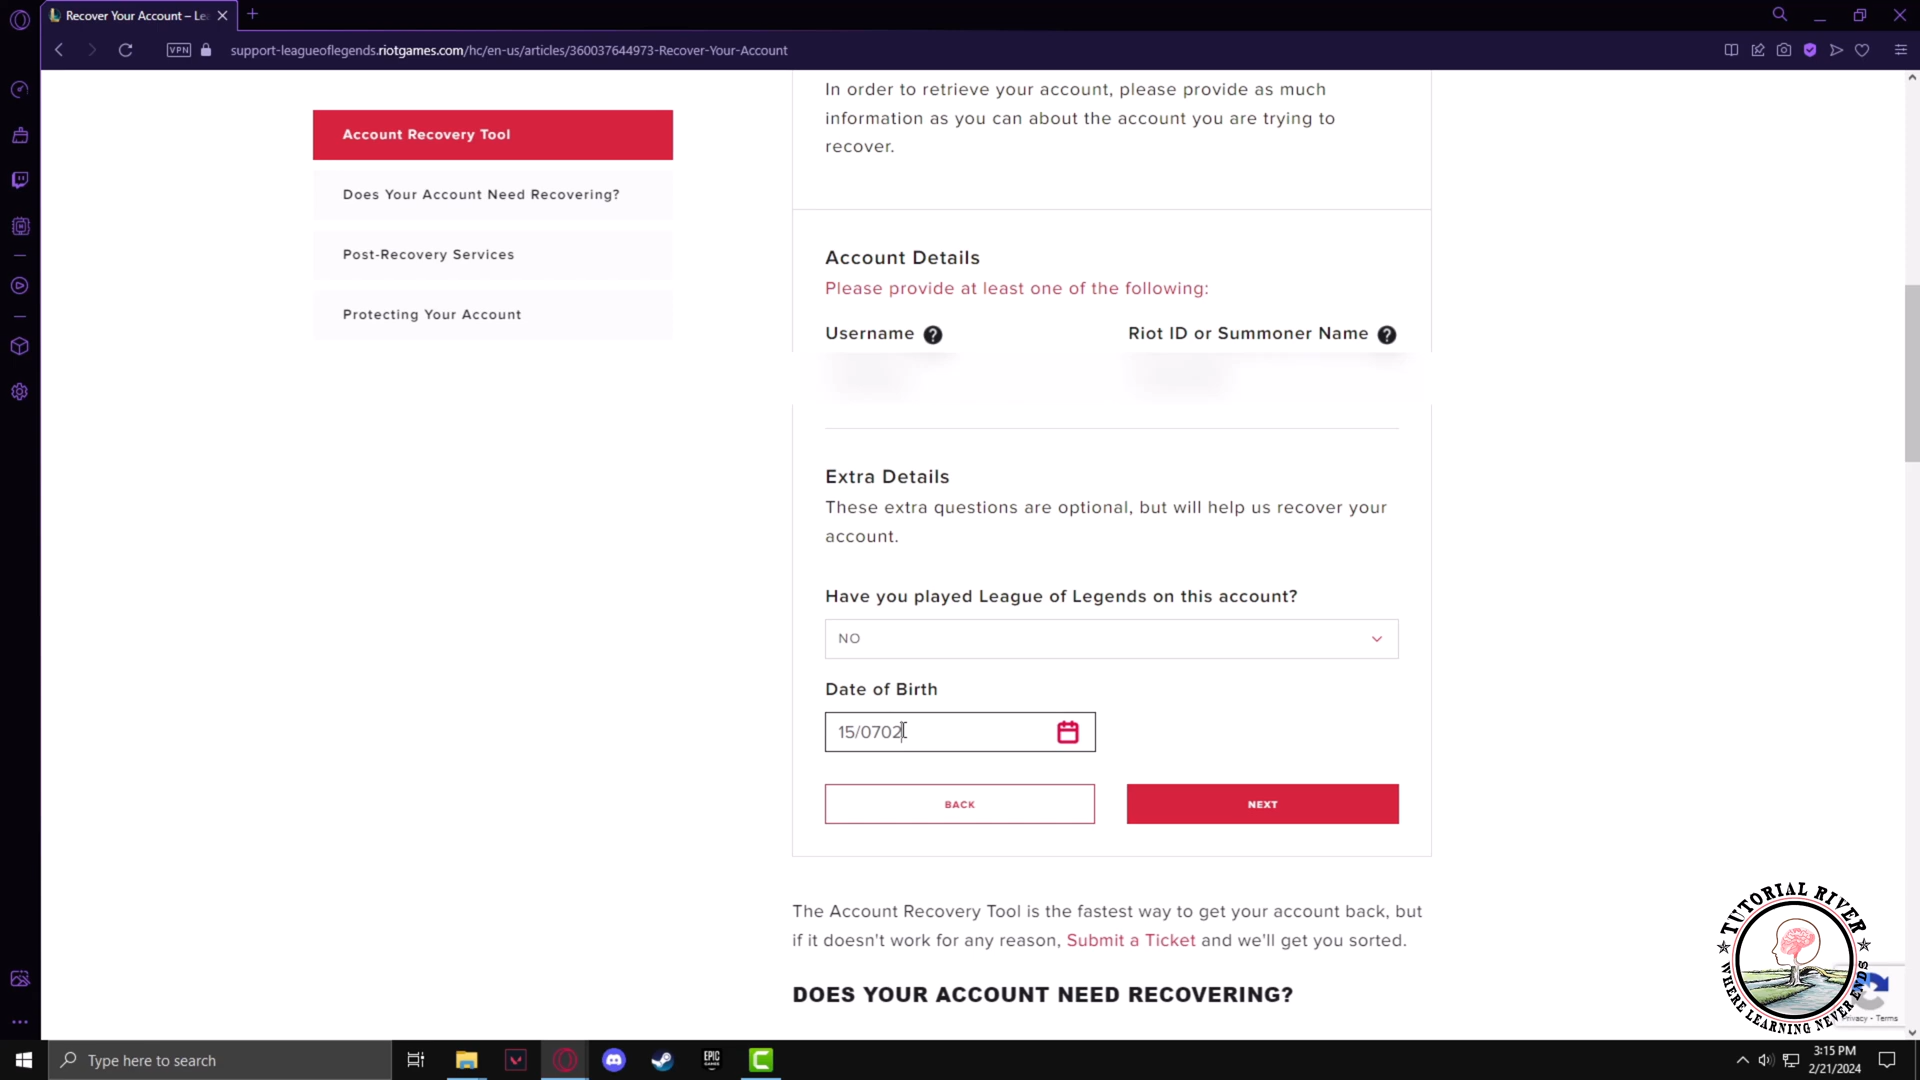 Recover Your Account – Le
VPN
support-leagueoflegends.riotgames.com/hc/en-us/articles/360037644973-Recover-Your-Account
Account Recovery Tool
Does Your Account Need Recovering?
Post-Recovery Services
Protecting Your Account
In order to retrieve your account, please provide as much
information as you can about the account you are trying to
recover.
Account Details
Please provide at least one of the following:
Username ?
Riot ID or Summoner Name ?
Extra Details
These extra questions are optional, but will help us recover your
account.
Have you played League of Legends on this account?
NO
Date of Birth
15/0702
BACK
NEXT
The Account Recovery Tool is the fastest way to get your account back, but
if it doesn't work for any reason, Submit a Ticket and we'll get you sorted.
DOES YOUR ACCOUNT NEED RECOVERING?
TUTORIAL RIVER
WHERE LEARNING NEVER ENDS
Privacy - Terms
Type here to search
EPIC
GAMES
3:15 PM
2/21/2024